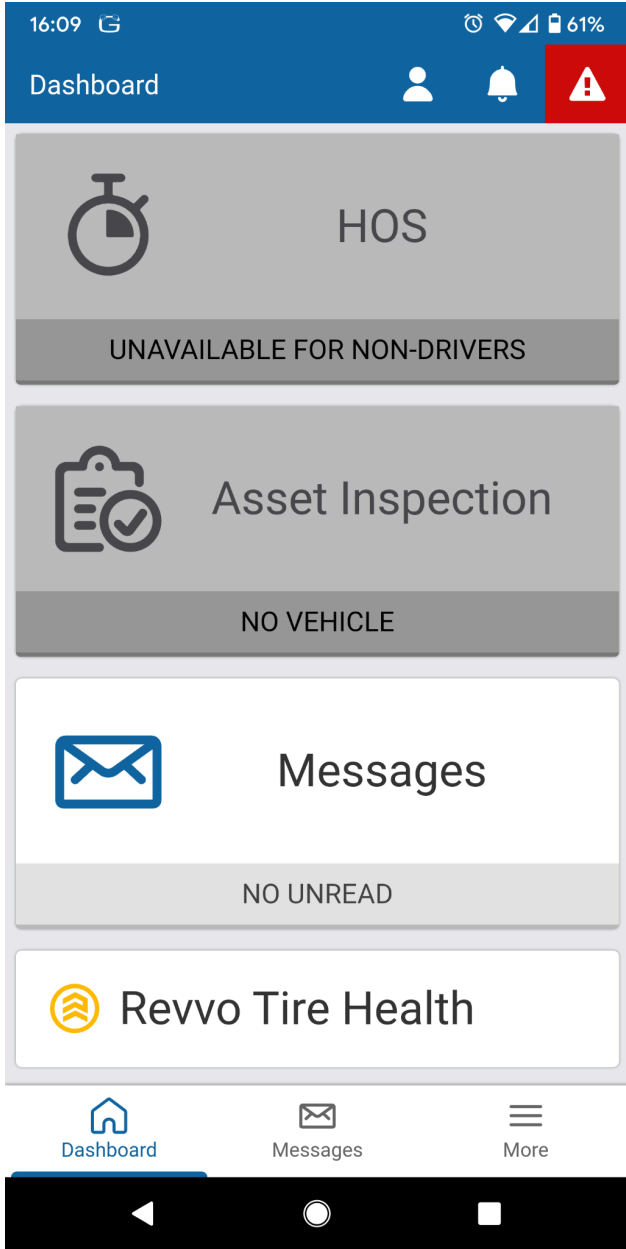 16:09
61%
Dashboard
HOS
UNAVAILABLE FOR NON-DRIVERS
Asset Inspection
NO VEHICLE
Messages
NO UNREAD
Revvo Tire Health
Dashboard
Messages
More